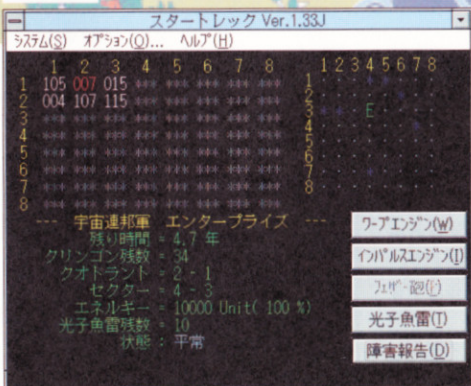 スタートレック Ver.1.33J
システム(S) オプション(O)... ヘルプ(H)
1 2 3 4 5 6 7 8
1 105 007 015 *** *** *** *** ***
2 004 107 115 *** *** *** *** ***
3 *** *** *** *** *** *** *** ***
4 *** *** *** *** *** *** *** ***
5 *** *** *** *** *** *** *** ***
6 *** *** *** *** *** *** *** ***
7 *** *** *** *** *** *** *** ***
8 *** *** *** *** *** *** *** ***
1 2 3 4 5 6 7 8
1
2
3 E
4
5
6
7
8
--- 宇宙連邦軍 エンタープライズ ---
残り時間 = 4.7 年
クリンゴン残数 = 34
クオドラント = 2 - 1
セクター = 4 - 3
エネルギー = 10000 Unit( 100 %)
光子魚雷残数 = 10
状態 : 平常
ワープエンジン(W)
インパルスエンジン(I)
フェザー砲(F)
光子魚雷(T)
障害報告(D)